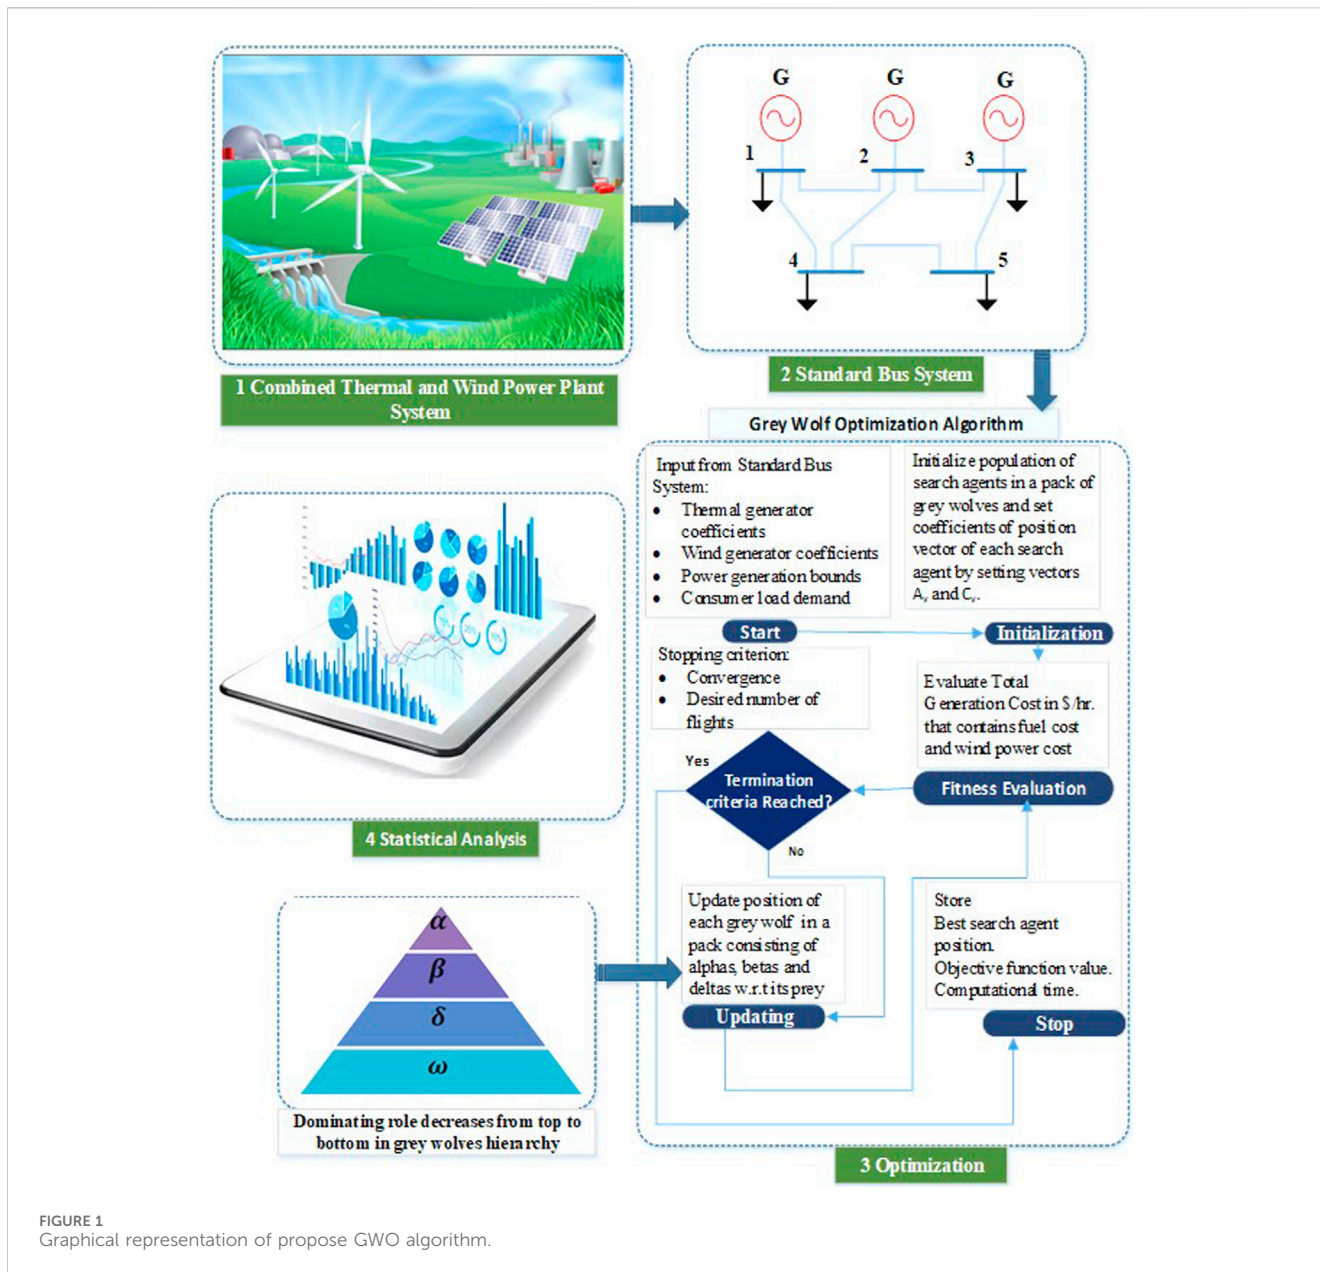 G
G
G
1
2
3
4
5
1 Combined Thermal and Wind Power Plant
System
2 Standard Bus System
Grey Wolf Optimization Algorithm
Input from Standard Bus
System:
• Thermal generator
coefficients
• Wind generator coefficients
• Power generation bounds
• Consumer load demand
Initialize population of
search agents in a pack of
grey wolves and set
coefficients of position
vector of each search
agent by setting vectors
Aᵥ and Cᵥ.
Start
Initialization
Stopping criterion:
• Convergence
• Desired number of
flights
Evaluate Total
Generation Cost in $/hr.
that contains fuel cost
and wind power cost
Yes
Termination
criteria Reached?
Fitness Evaluation
No
4 Statistical Analysis
Update position of
each grey wolf in a
pack consisting of
alphas, betas and
deltas w.r.t its prey
Updating
Store
Best search agent
position.
Objective function value.
Computational time.
Stop
α
β
δ
ω
Dominating role decreases from top to
bottom in grey wolves hierarchy
3 Optimization
FIGURE 1
Graphical representation of propose GWO algorithm.